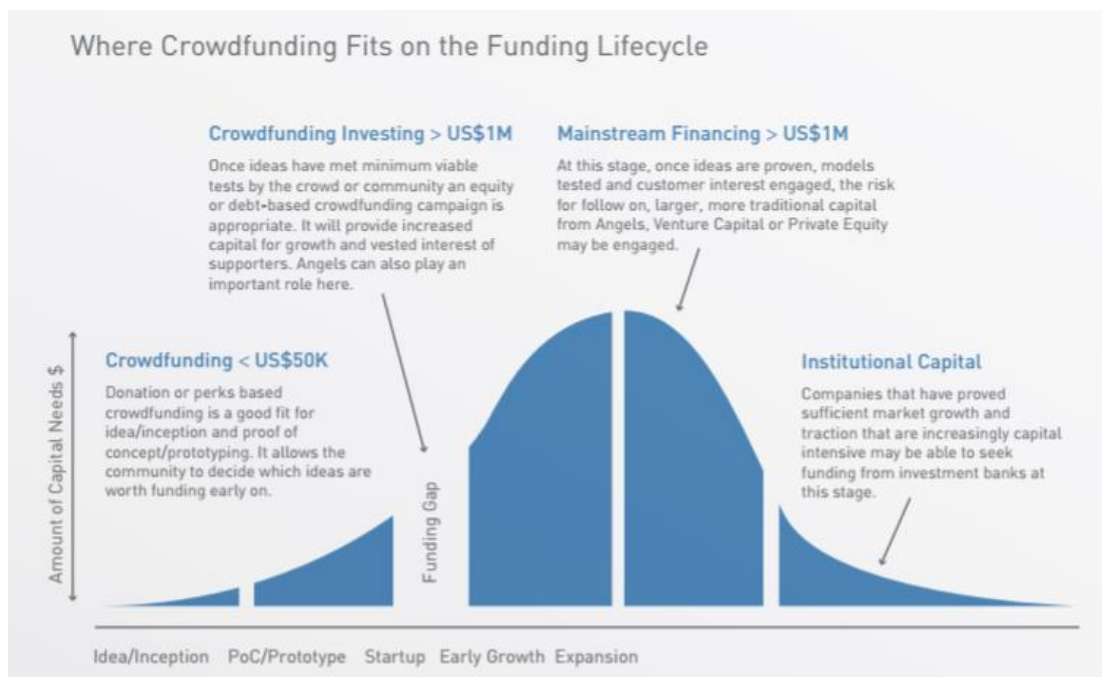 Where Crowdfunding Fits on the Funding Lifecycle
Crowdfunding Investing > US$1M
Once ideas have met minimum viable
tests by the crowd or community an equity
or debt-based crowdfunding campaign is
appropriate. It will provide increased
capital for growth and vested interest of
supporters. Angels can also play an
important role here.
Mainstream Financing > US$1M
At this stage, once ideas are proven, models
tested and customer interest engaged, the risk
for follow on, larger, more traditional capital
from Angels, Venture Capital or Private Equity
may be engaged.
Crowdfunding < US$50K
Donation or perks based
crowdfunding is a good fit for
idea/inception and proof of
concept/prototyping. It allows the
community to decide which ideas are
worth funding early on.
Institutional Capital
Companies that have proved
sufficient market growth and
traction that are increasingly capital
intensive may be able to seek
funding from investment banks at
this stage.
Amount of Capital Needs $
Funding Gap
Idea/Inception PoC/Prototype Startup Early Growth Expansion